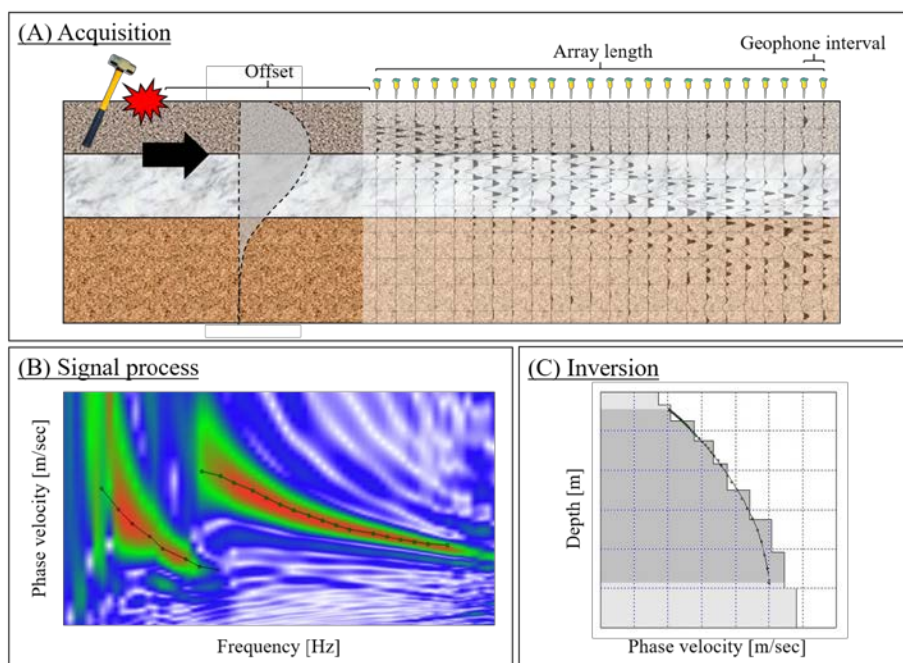 (A) Acquisition
Offset
Array length
Geophone interval
(B) Signal process
Phase velocity [m/sec]
Frequency [Hz]
(C) Inversion
Depth [m]
Phase velocity [m/sec]